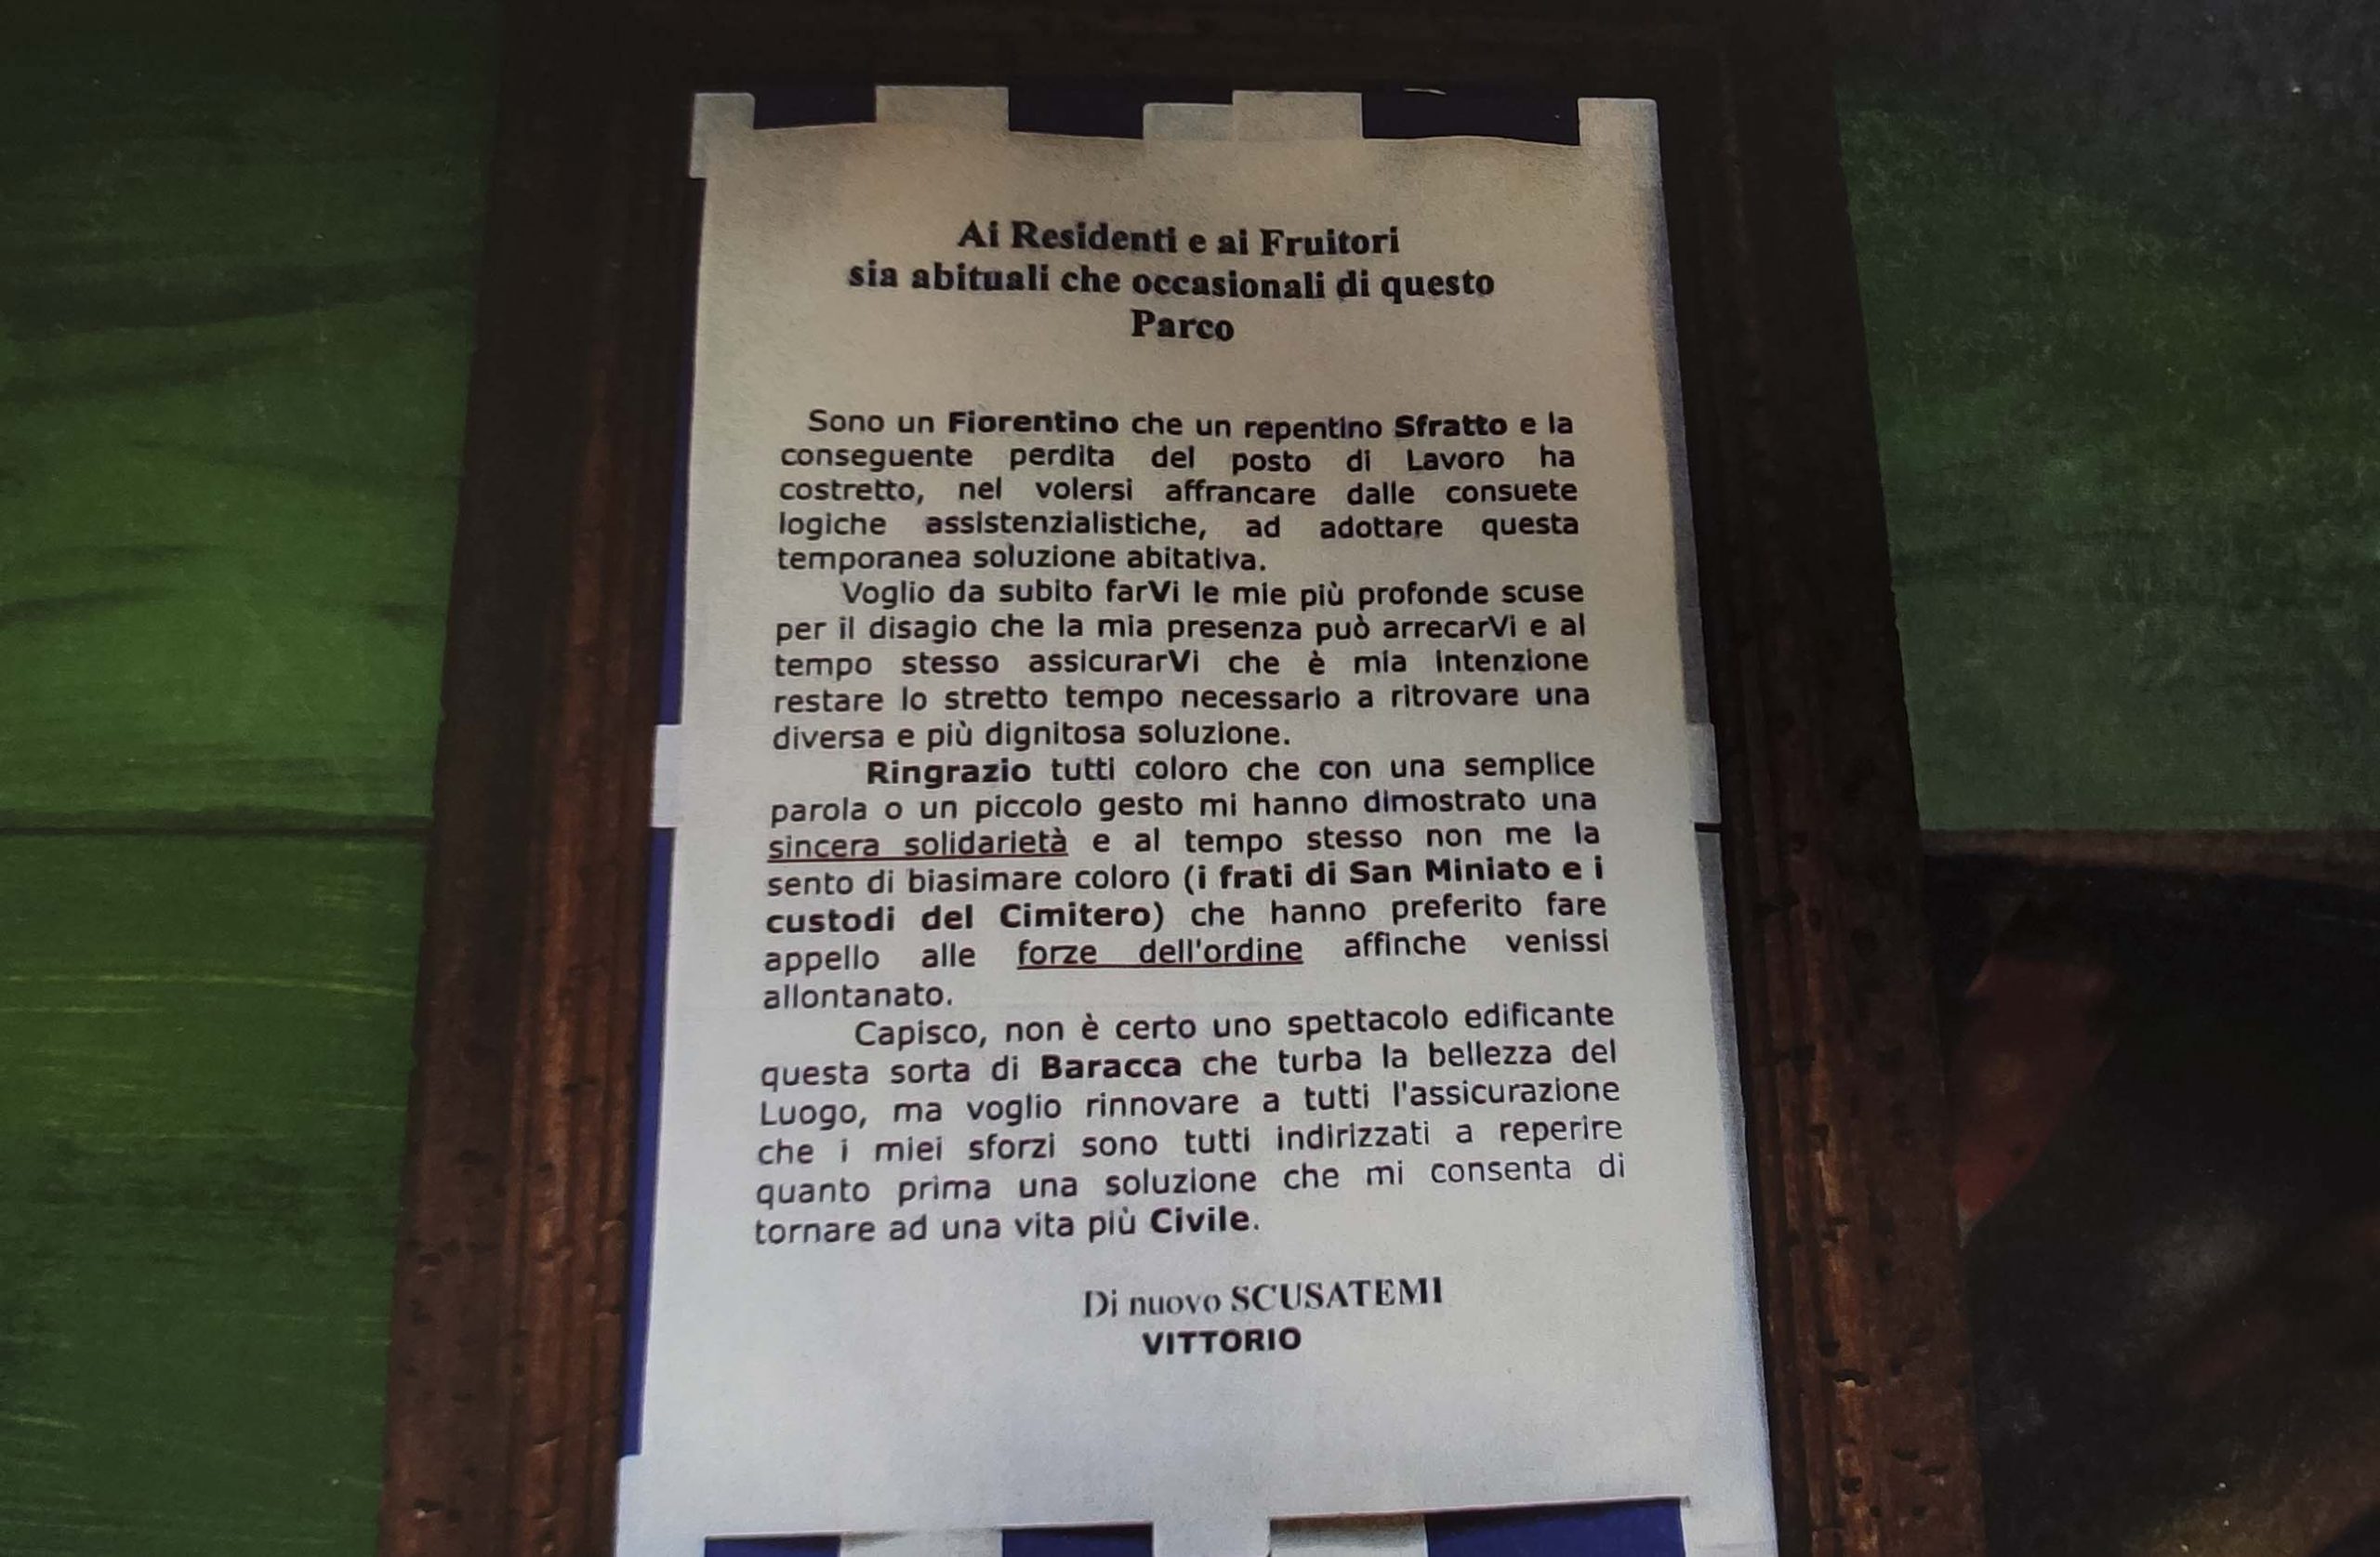 Ai Residenti e ai Fruitori
sia abituali che occasionali di questo
Parco
Sono un Fiorentino che un repentino Sfratto e la
conseguente perdita del posto di Lavoro ha
costretto, nel volersi affrancare dalle consuete
logiche assistenzialistiche, ad adottare questa
temporanea soluzione abitativa.
Voglio da subito farVi le mie più profonde scuse
per il disagio che la mia presenza può arrecarVi e al
tempo stesso assicurarVi che è mia intenzione
restare lo stretto tempo necessario a ritrovare una
diversa e più dignitosa soluzione.
Ringrazio tutti coloro che con una semplice
parola o un piccolo gesto mi hanno dimostrato una
sincera solidarietà e al tempo stesso non me la
sento di biasimare coloro (i frati di San Miniato e i
custodi del Cimitero) che hanno preferito fare
appello alle forze dell'ordine affinche venissi
allontanato.
Capisco, non è certo uno spettacolo edificante
questa sorta di Baracca che turba la bellezza del
Luogo, ma voglio rinnovare a tutti l'assicurazione
che i miei sforzi sono tutti indirizzati a reperire
quanto prima una soluzione che mi consenta di
tornare ad una vita più Civile.
Di nuovo SCUSATEMI
VITTORIO